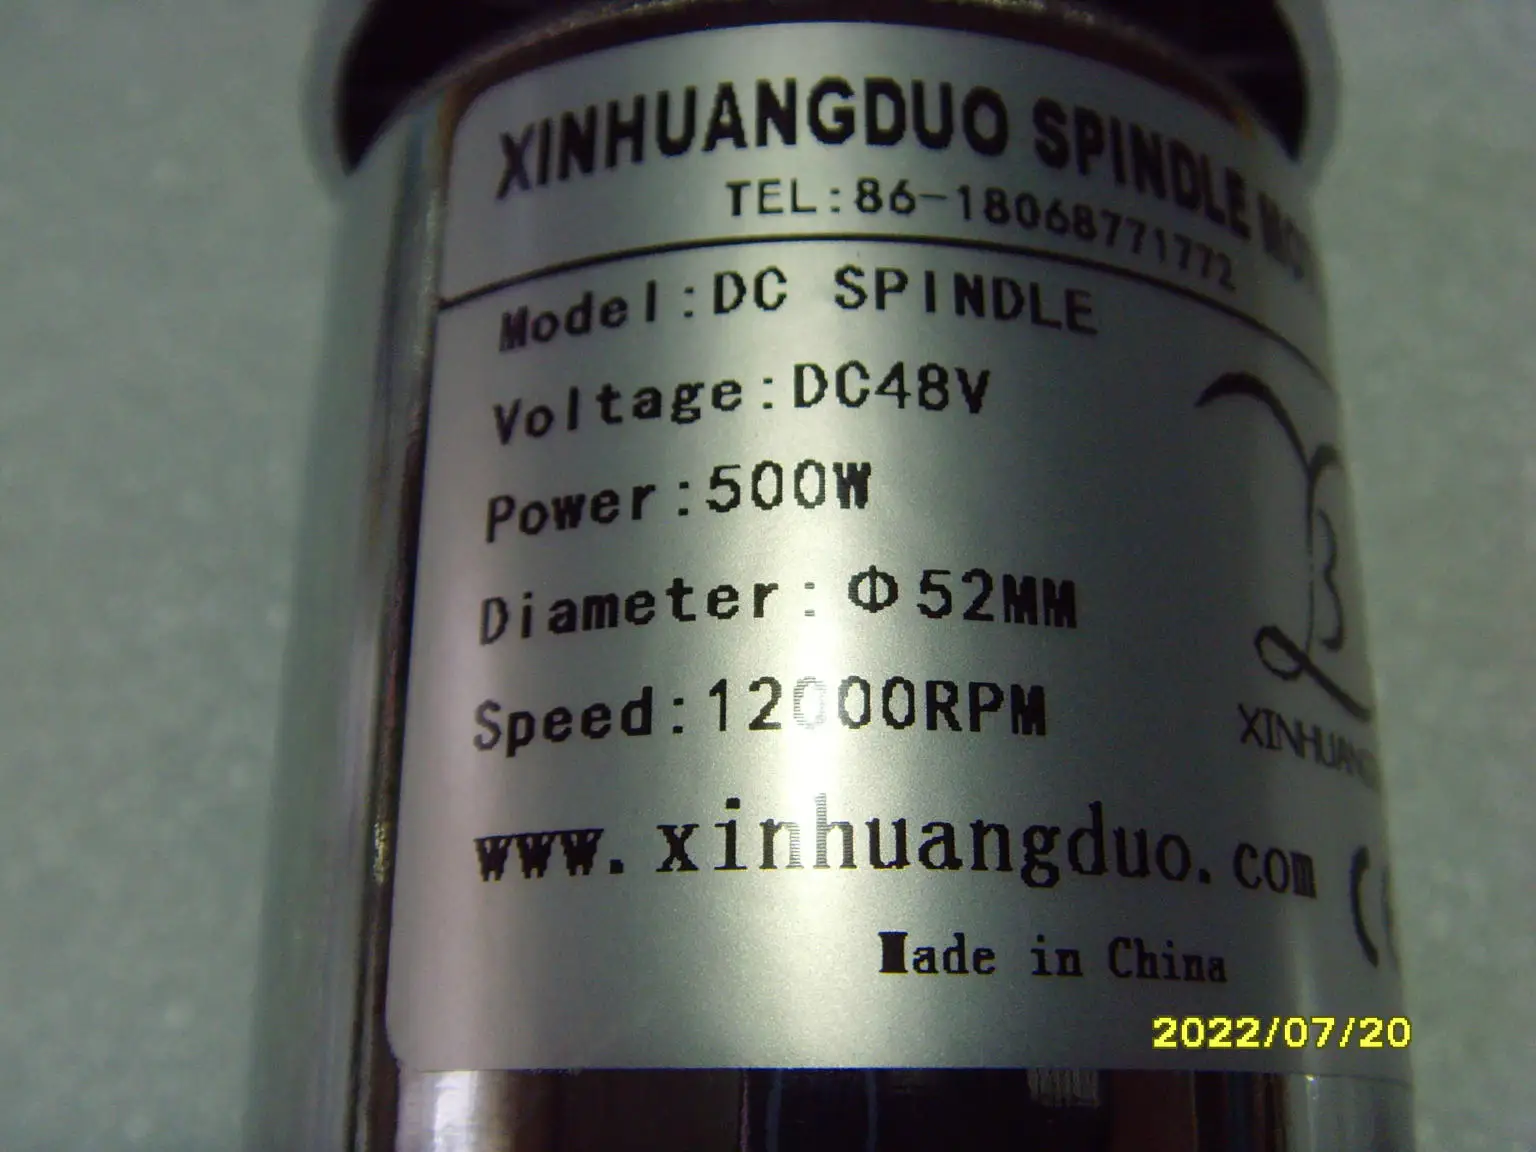 XINHUANGDUO SPINDLE
TEL:86-18068771772
Model:DC SPINDLE
Voltage:DC48V
Power:500W
Diameter:Φ52MM
Speed:12000RPM
www.xinhuangduo.com
Made in China
2022/07/20